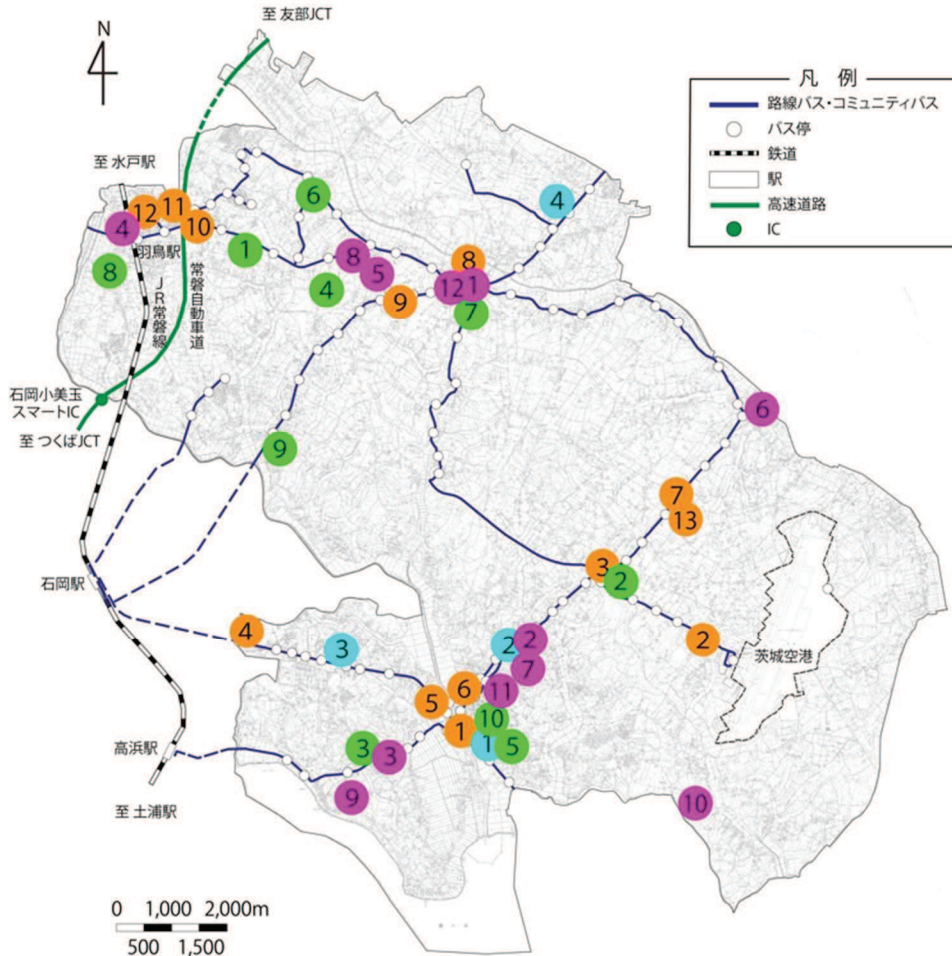 至 友部JCT
N
凡 例
路線バス・コミュニティバス
バス停
鉄道
駅
高速道路
IC
至 水戸駅
4
6
12
11
4
10
羽鳥駅
1
8
8
5
8
4
12
1
9
7
JR常磐線
常磐自動車道
石岡小美玉
スマートIC
至 つくばJCT
6
9
7
13
石岡駅
3
2
4
3
2
2
2
茨城空港
7
6
11
5
10
1
1
5
高浜駅
3
3
9
10
至 土浦駅
0 1,000 2,000m
500 1,500